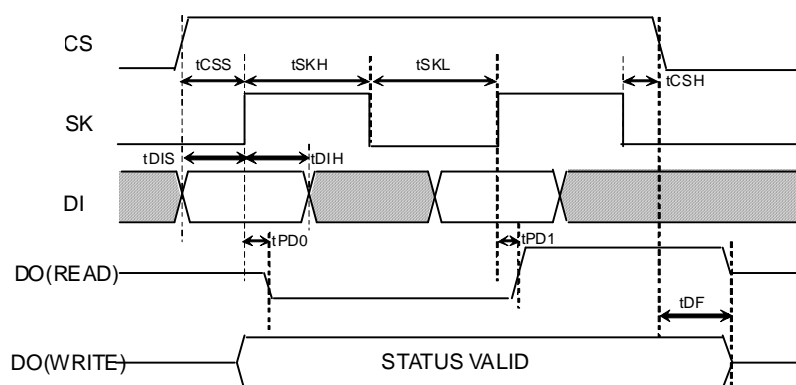 CS
tCSS tSKH tSKL tCSH
SK
tDIS tDIH
DI
tPD0 tPD1
DO(READ)
tDF
DO(WRITE) STATUS VALID